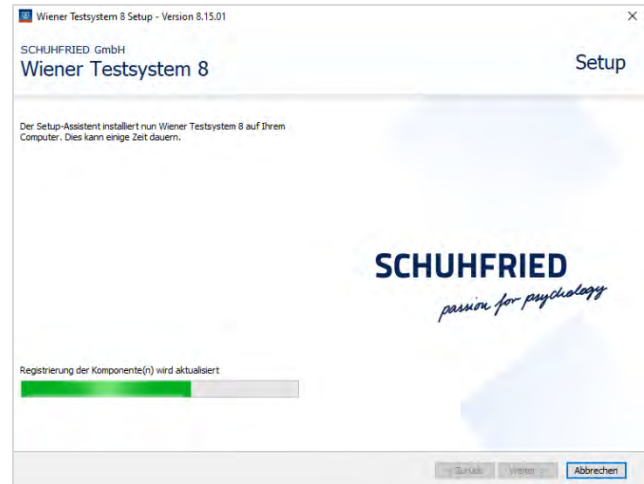 Wiener Testsystem 8 Setup - Version 8.15.01
SCHUHFRIED GmbH
Wiener Testsystem 8
Setup
Der Setup-Assistent installiert nun Wiener Testsystem 8 auf Ihrem
Computer. Dies kann einige Zeit dauern.
SCHUHFRIED
passion for psychology
Registrierung der Komponente(n) wird aktualisiert
< Zurück
Weiter >
Abbrechen